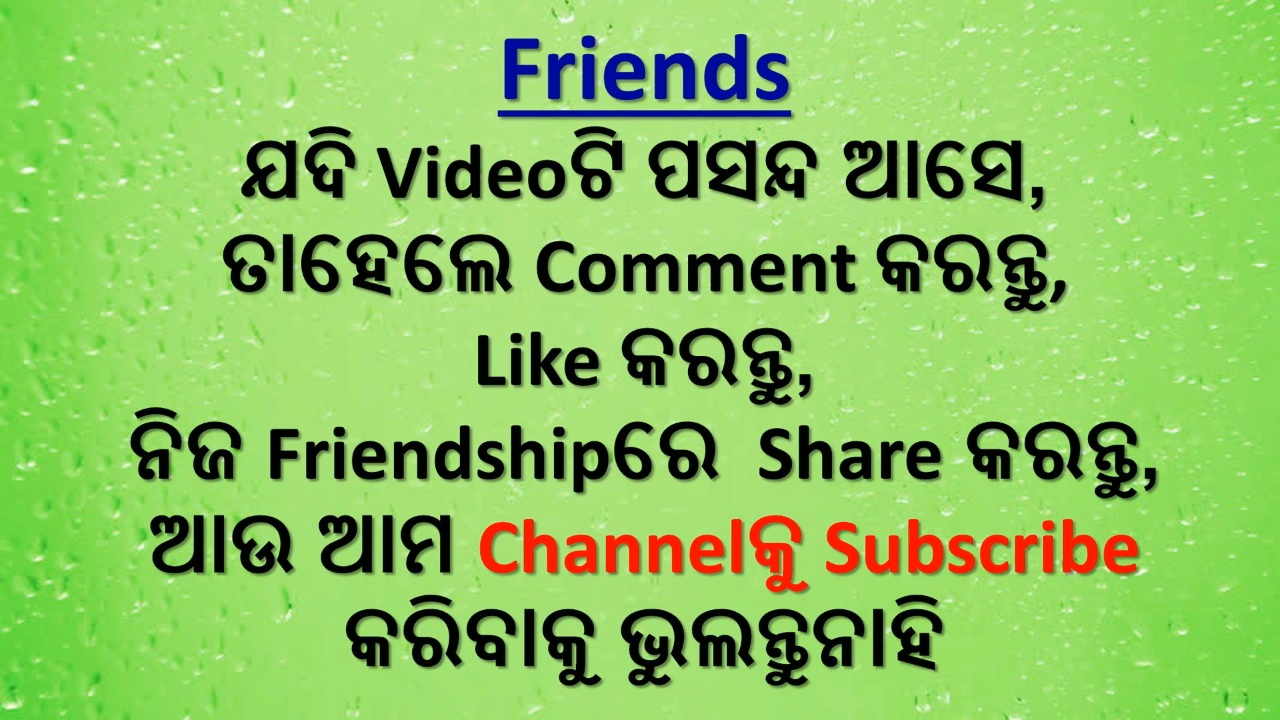 Friends
ଯଦି Videoଟି ପସନ୍ଦ ଆସେ,
ତାହେଲେ Comment କରନ୍ତୁ,
Like କରନ୍ତୁ,
ନିଜ Friendshipରେ Share କରନ୍ତୁ,
ଆଉ ଆମ Channelକୁ Subscribe
କରିବାକୁ ଭୁଲନ୍ତୁନାହି